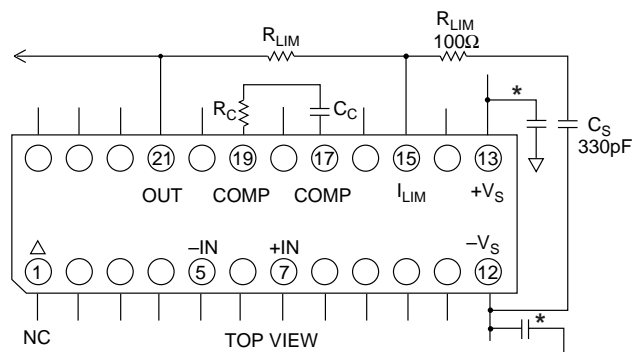 R_LIM
R_LIM
100Ω
R_C
C_C
*
C_S
330pF
21
19
17
15
13
OUT
COMP
COMP
I_LIM
+V_S
–IN
+IN
–V_S
1
5
7
12
NC
TOP VIEW
*